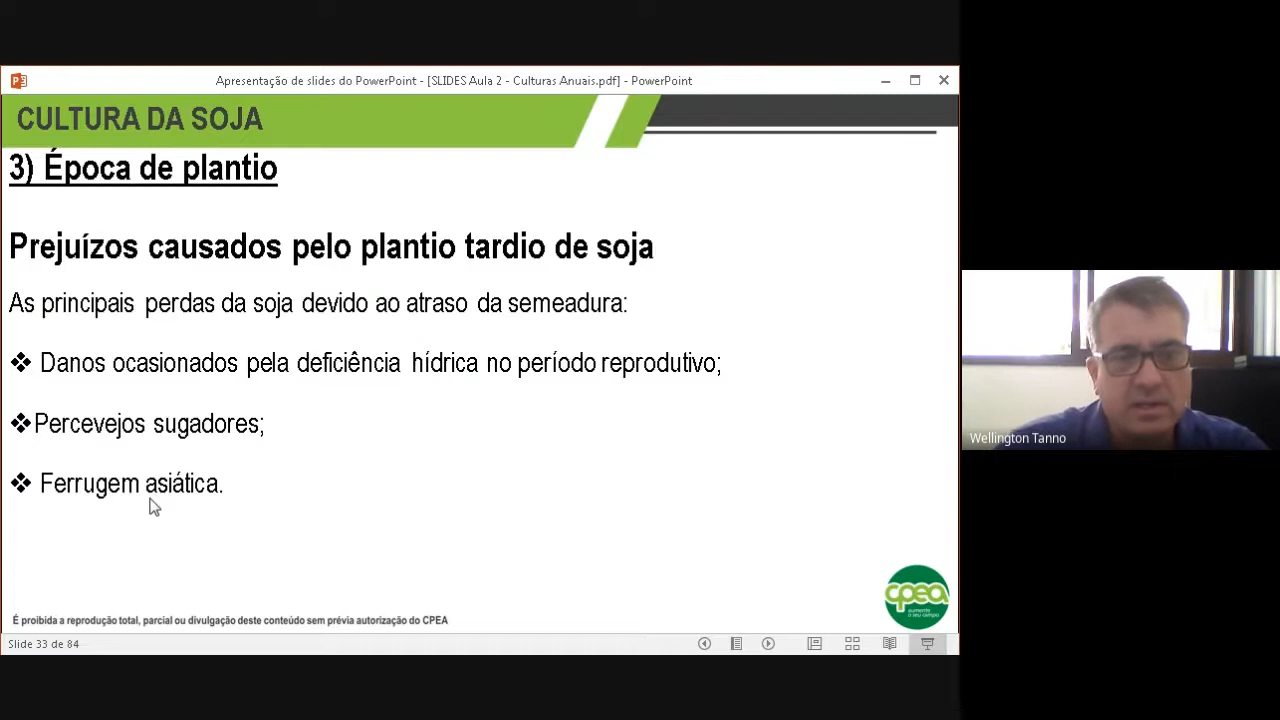 Apresentação de slides do PowerPoint - [SLIDES Aula 2 - Culturas Anuais.pdf] - PowerPoint
CULTURA DA SOJA
3) Época de plantio
Prejuízos causados pelo plantio tardio de soja
As principais perdas da soja devido ao atraso da semeadura:
❖ Danos ocasionados pela deficiência hídrica no período reprodutivo;
❖Percevejos sugadores;
❖ Ferrugem asiática.
Wellington Tanno
cpea
aumente
o seu campo
É proibida a reprodução total, parcial ou divulgação deste conteúdo sem prévia autorização do CPEA
Slide 33 de 84